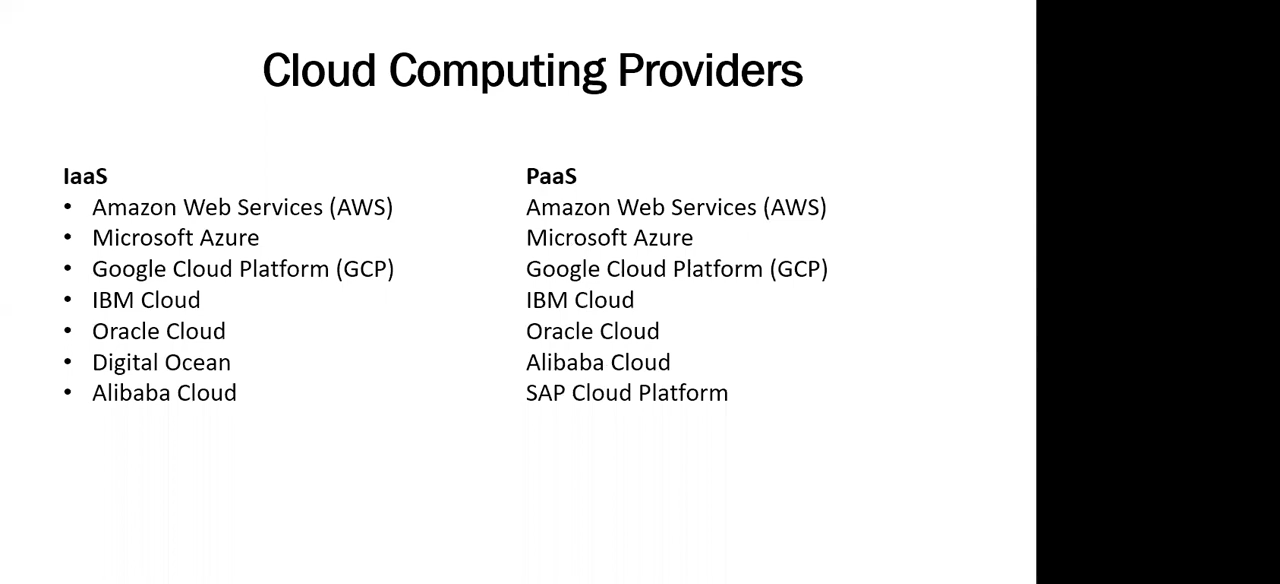 Cloud Computing Providers
IaaS
• Amazon Web Services (AWS)
• Microsoft Azure
• Google Cloud Platform (GCP)
• IBM Cloud
• Oracle Cloud
• Digital Ocean
• Alibaba Cloud
PaaS
Amazon Web Services (AWS)
Microsoft Azure
Google Cloud Platform (GCP)
IBM Cloud
Oracle Cloud
Alibaba Cloud
SAP Cloud Platform